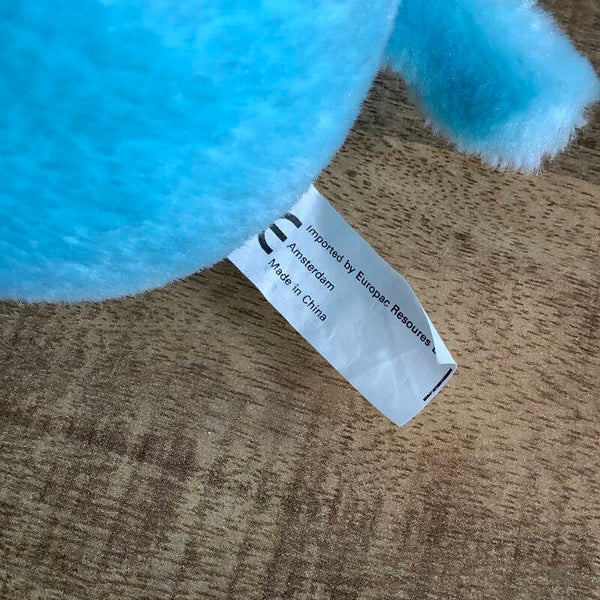 Imported by Europac Resoures
Amsterdam
Made in China